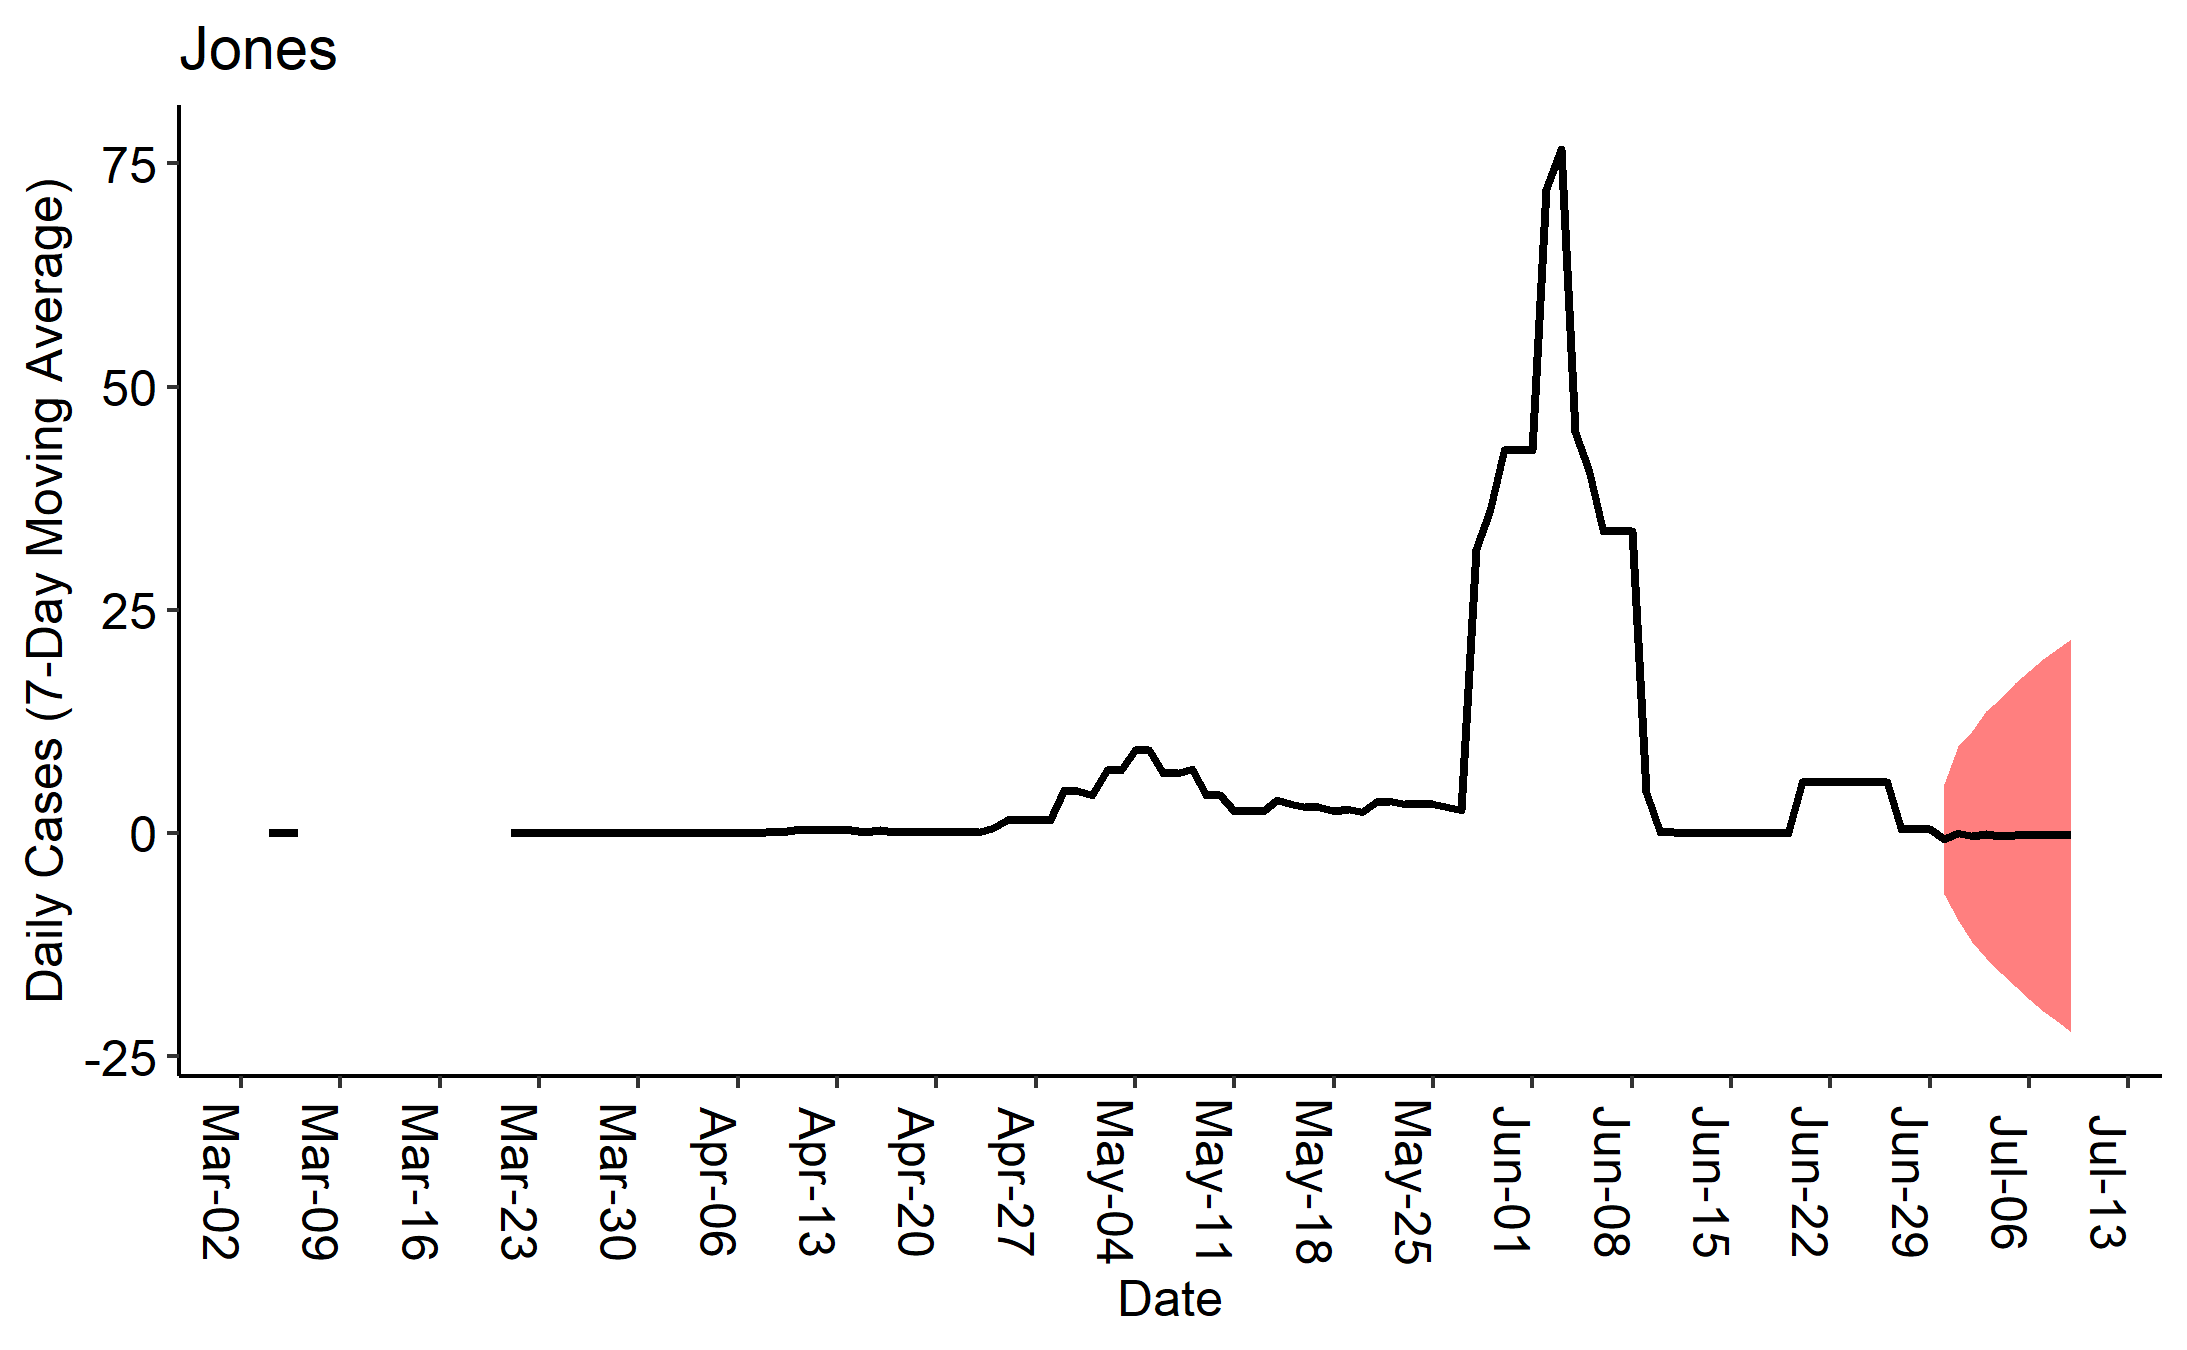 Jones
Daily Cases (7-Day Moving Average)
75
50
25
0
-25
Mar-02
Mar-09
Mar-16
Mar-23
Mar-30
Apr-06
Apr-13
Apr-20
Apr-27
May-04
May-11
May-18
May-25
Jun-01
Jun-08
Jun-15
Jun-22
Jun-29
Jul-06
Jul-13
Date